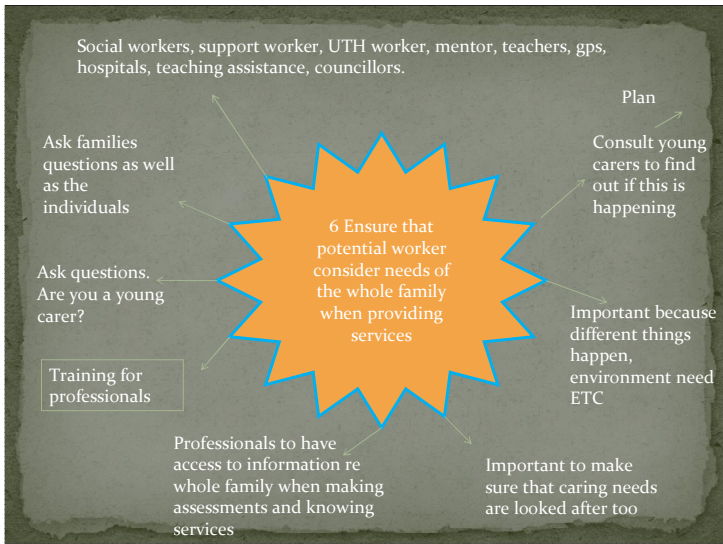 Social workers, support worker, UTH worker, mentor, teachers, gps,
hospitals, teaching assistance, councillors.
Plan
Ask families
questions as well
as the
individuals
Consult young
carers to find
out if this is
happening
6 Ensure that
potential worker
consider needs of
the whole family
when providing
services
Ask questions.
Are you a young
carer?
Important because
different things
happen,
environment need
ETC
Training for
professionals
Professionals to have
access to information re
whole family when making
assessments and knowing
services
Important to make
sure that caring needs
are looked after too